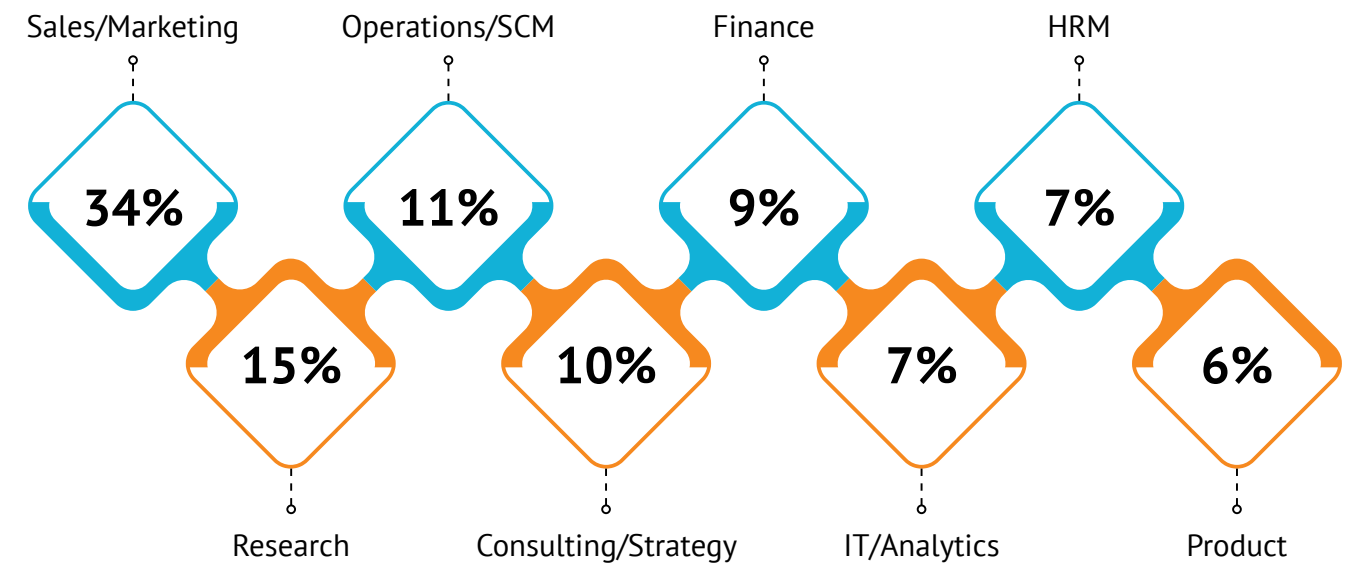 Sales/Marketing
Operations/SCM
Finance
HRM
34%
11%
9%
7%
15%
10%
7%
6%
Research
Consulting/Strategy
IT/Analytics
Product